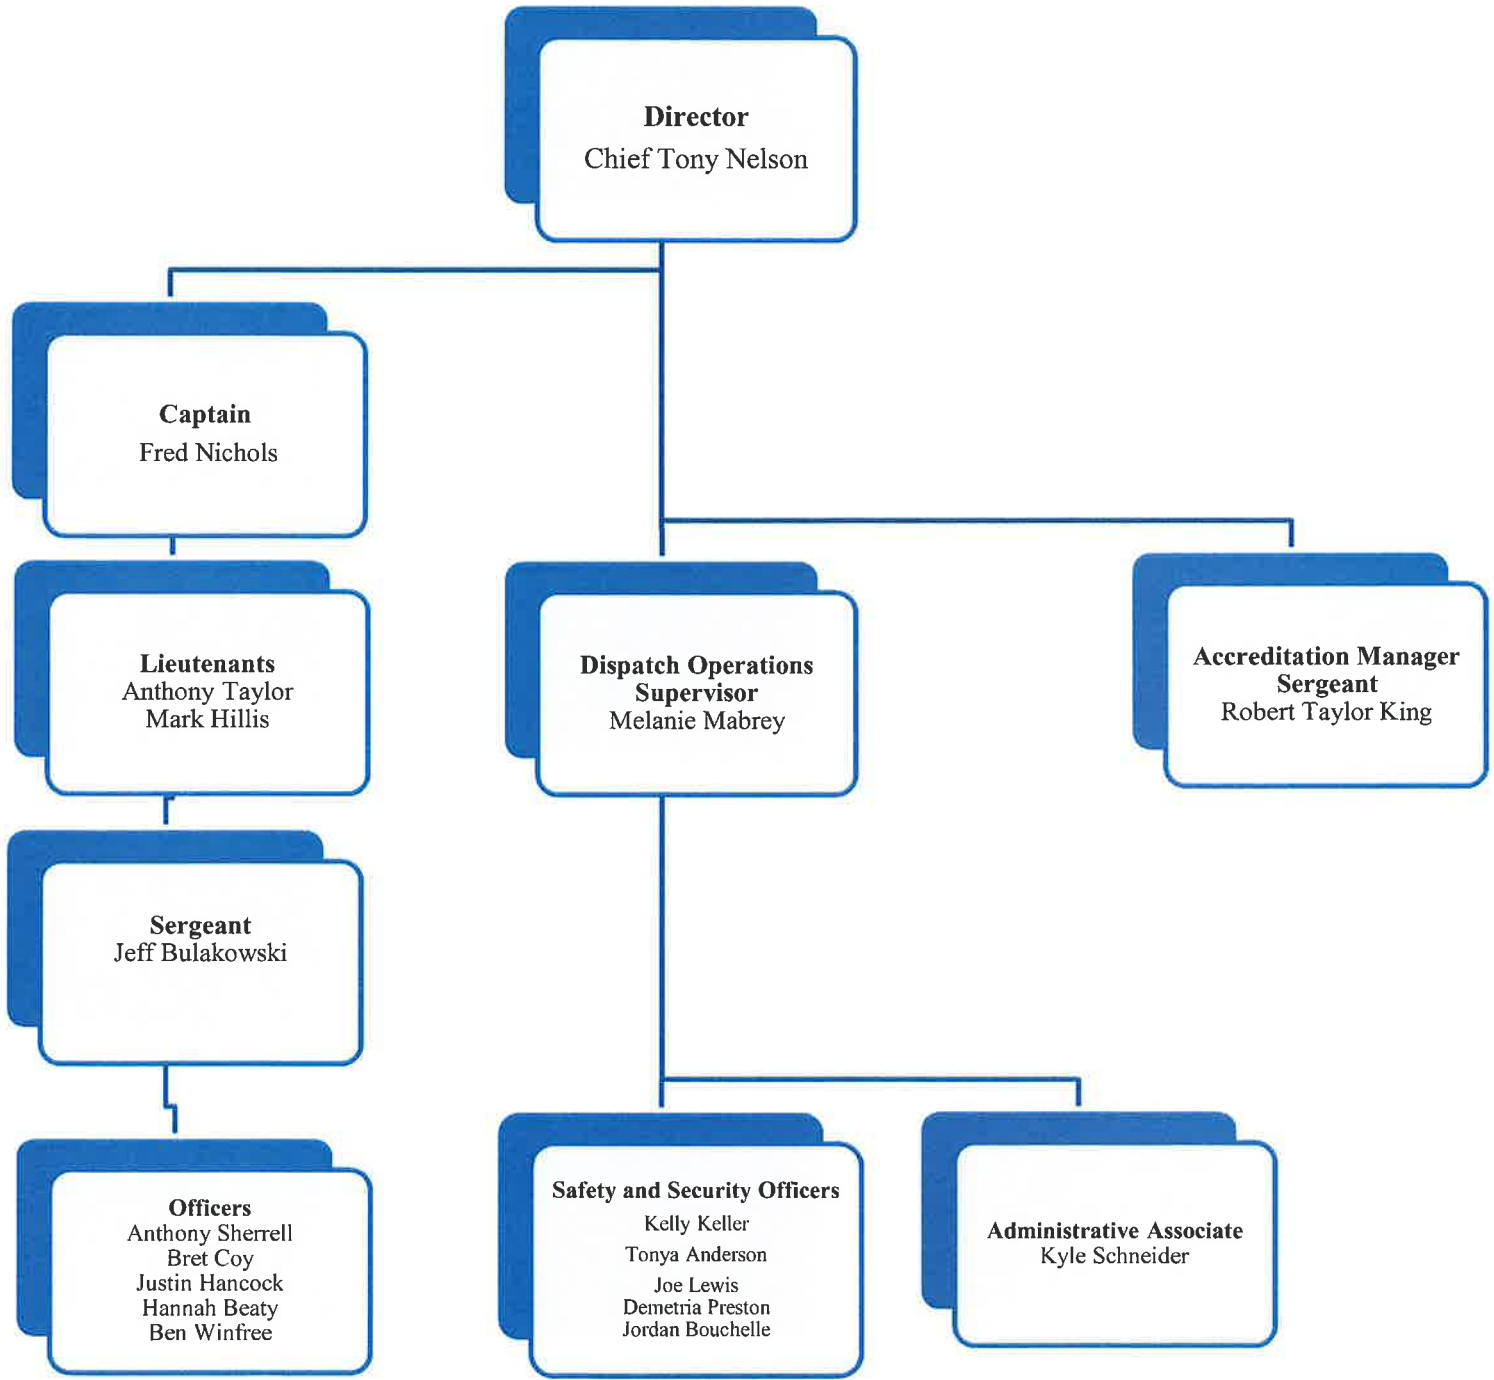 Director
Chief Tony Nelson
Captain
Fred Nichols
Lieutenants
Anthony Taylor
Mark Hillis
Dispatch Operations
Supervisor
Melanie Mabrey
Accreditation Manager
Sergeant
Robert Taylor King
Sergeant
Jeff Bulakowski
Officers
Anthony Sherrell
Bret Coy
Justin Hancock
Hannah Beaty
Ben Winfree
Safety and Security Officers
Kelly Keller
Tonya Anderson
Joe Lewis
Demetria Preston
Jordan Bouchelle
Administrative Associate
Kyle Schneider